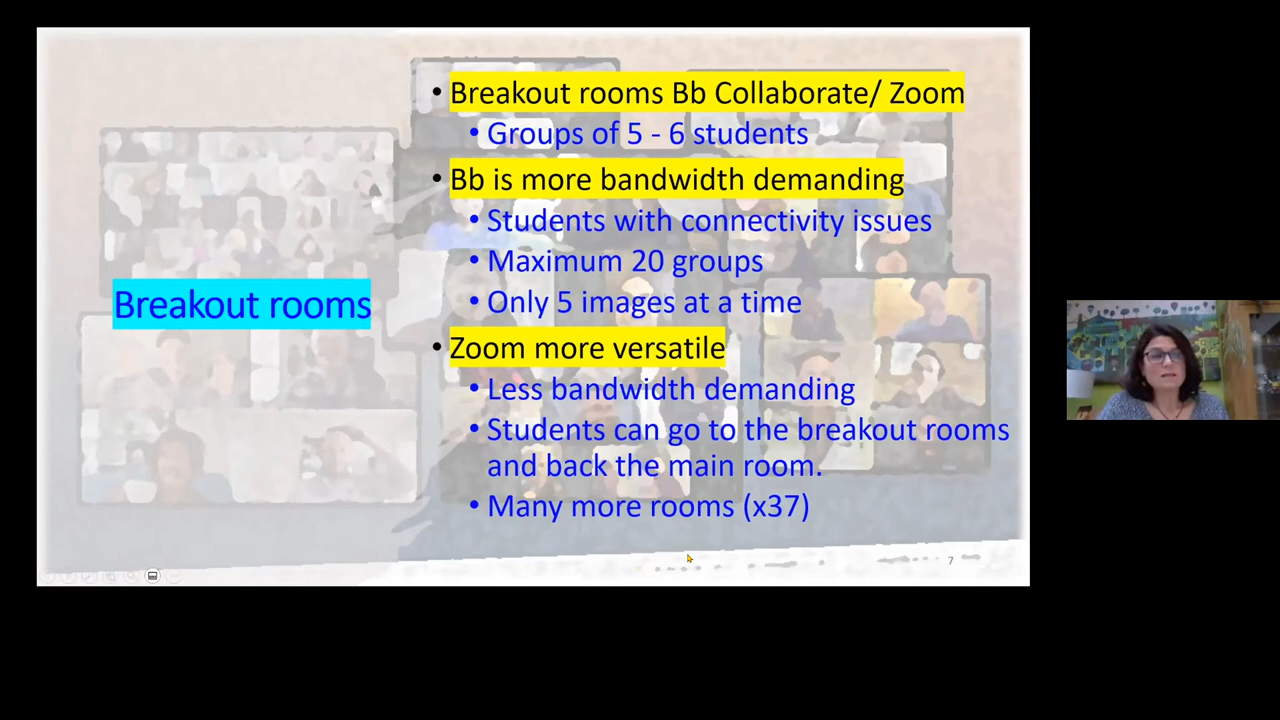 Breakout rooms
• Breakout rooms Bb Collaborate/ Zoom
• Groups of 5 - 6 students
• Bb is more bandwidth demanding
• Students with connectivity issues
• Maximum 20 groups
• Only 5 images at a time
• Zoom more versatile
• Less bandwidth demanding
• Students can go to the breakout rooms
and back the main room.
• Many more rooms (x37)
7